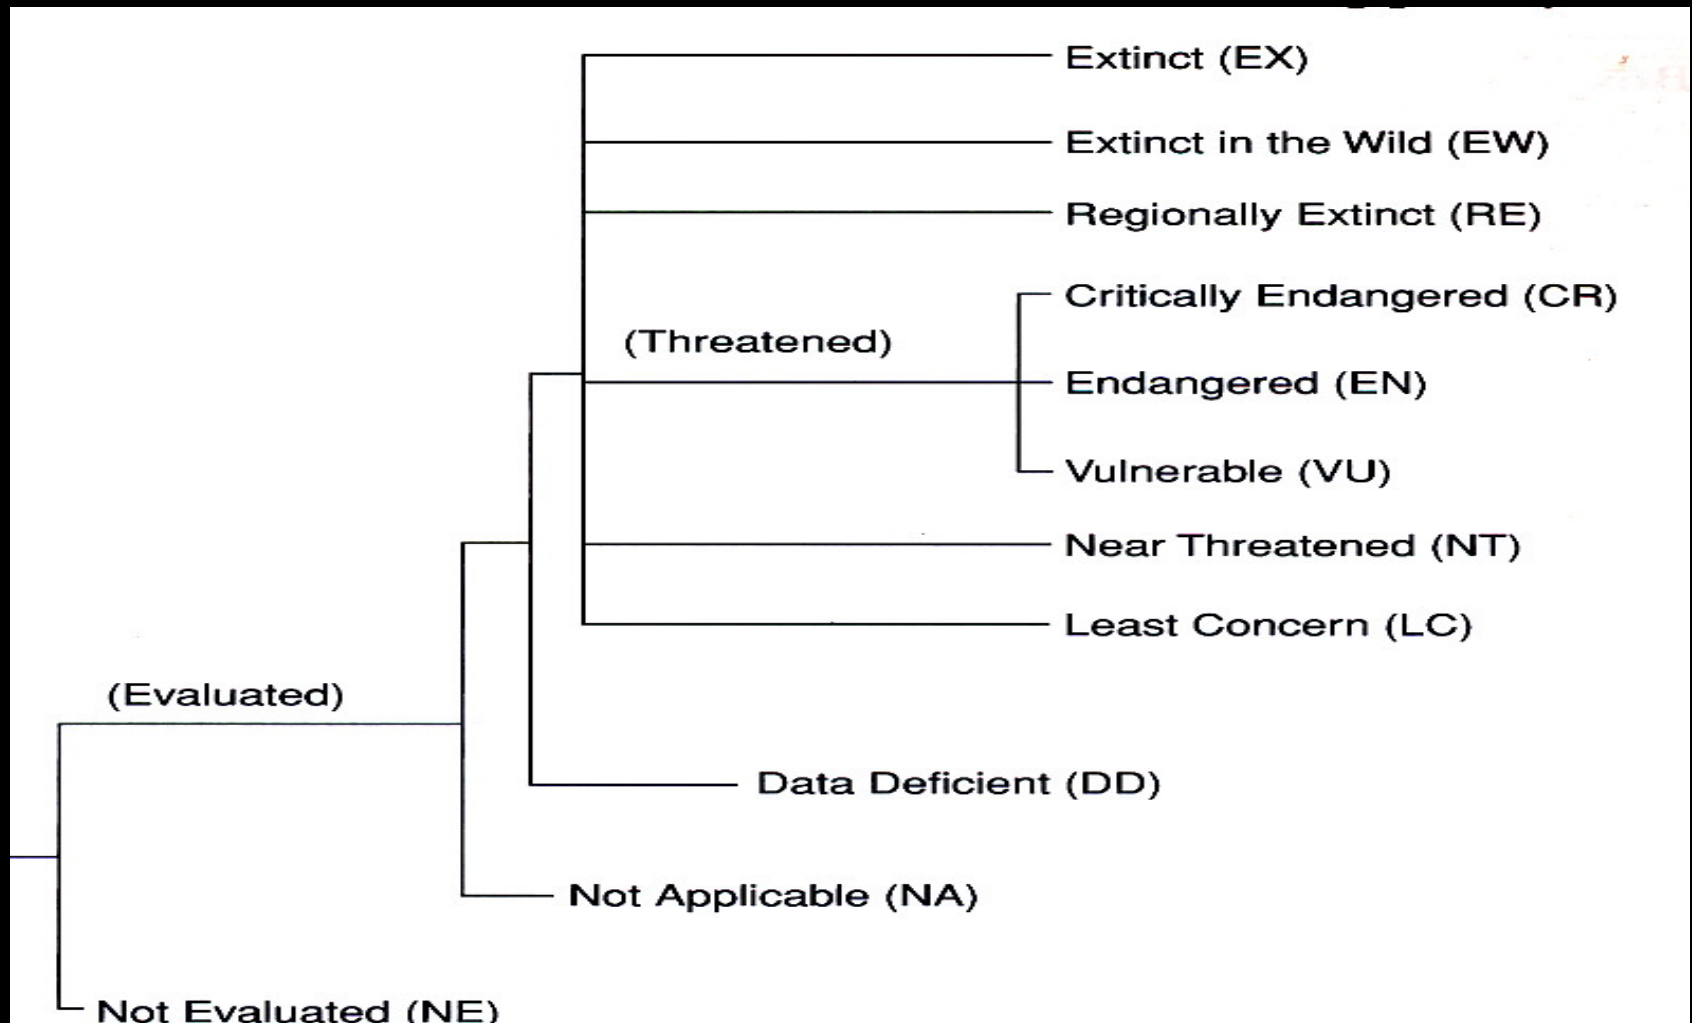 Extinct (EX)
Extinct in the Wild (EW)
Regionally Extinct (RE)
Critically Endangered (CR)
(Threatened)
Endangered (EN)
Vulnerable (VU)
Near Threatened (NT)
Least Concern (LC)
(Evaluated)
Data Deficient (DD)
Not Applicable (NA)
Not Evaluated (NE)